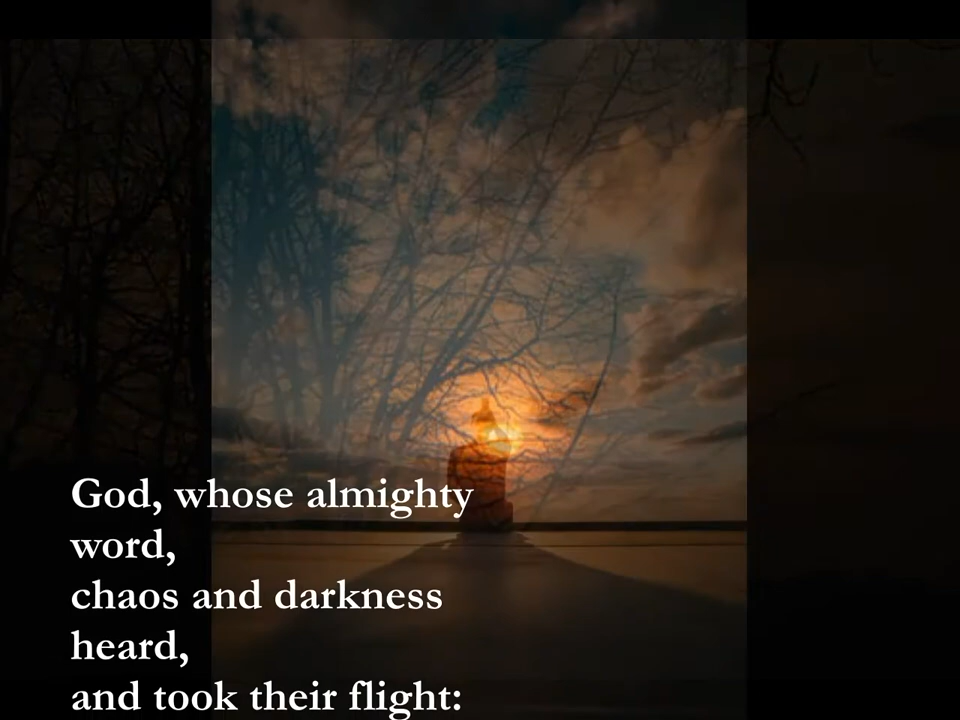 God, whose almighty
word,
chaos and darkness
heard,
and took their flight: